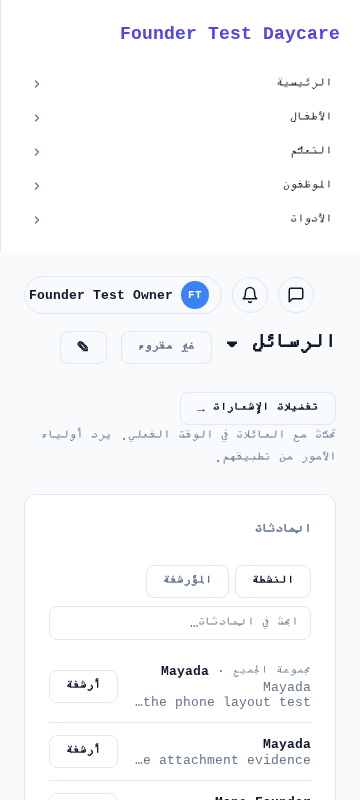 Founder Test Daycare
الرئيسية
الأطفال
التعلّم
الموظفون
الأدوات
Founder Test Owner FT
الرسائل
غير مقروء
تفضيلات الإشعارات →
تحدّث مع العائلات في الوقت الفعلي. يرد أولياء
الأمور من تطبيقهم.
المحادثات
النشطة
المؤرشفة
ابحث في المحادثات…
مجموعة الجميع · Mayada
Mayada
the phone layout test…
أرشفة
Mayada
e attachment evidence…
أرشفة